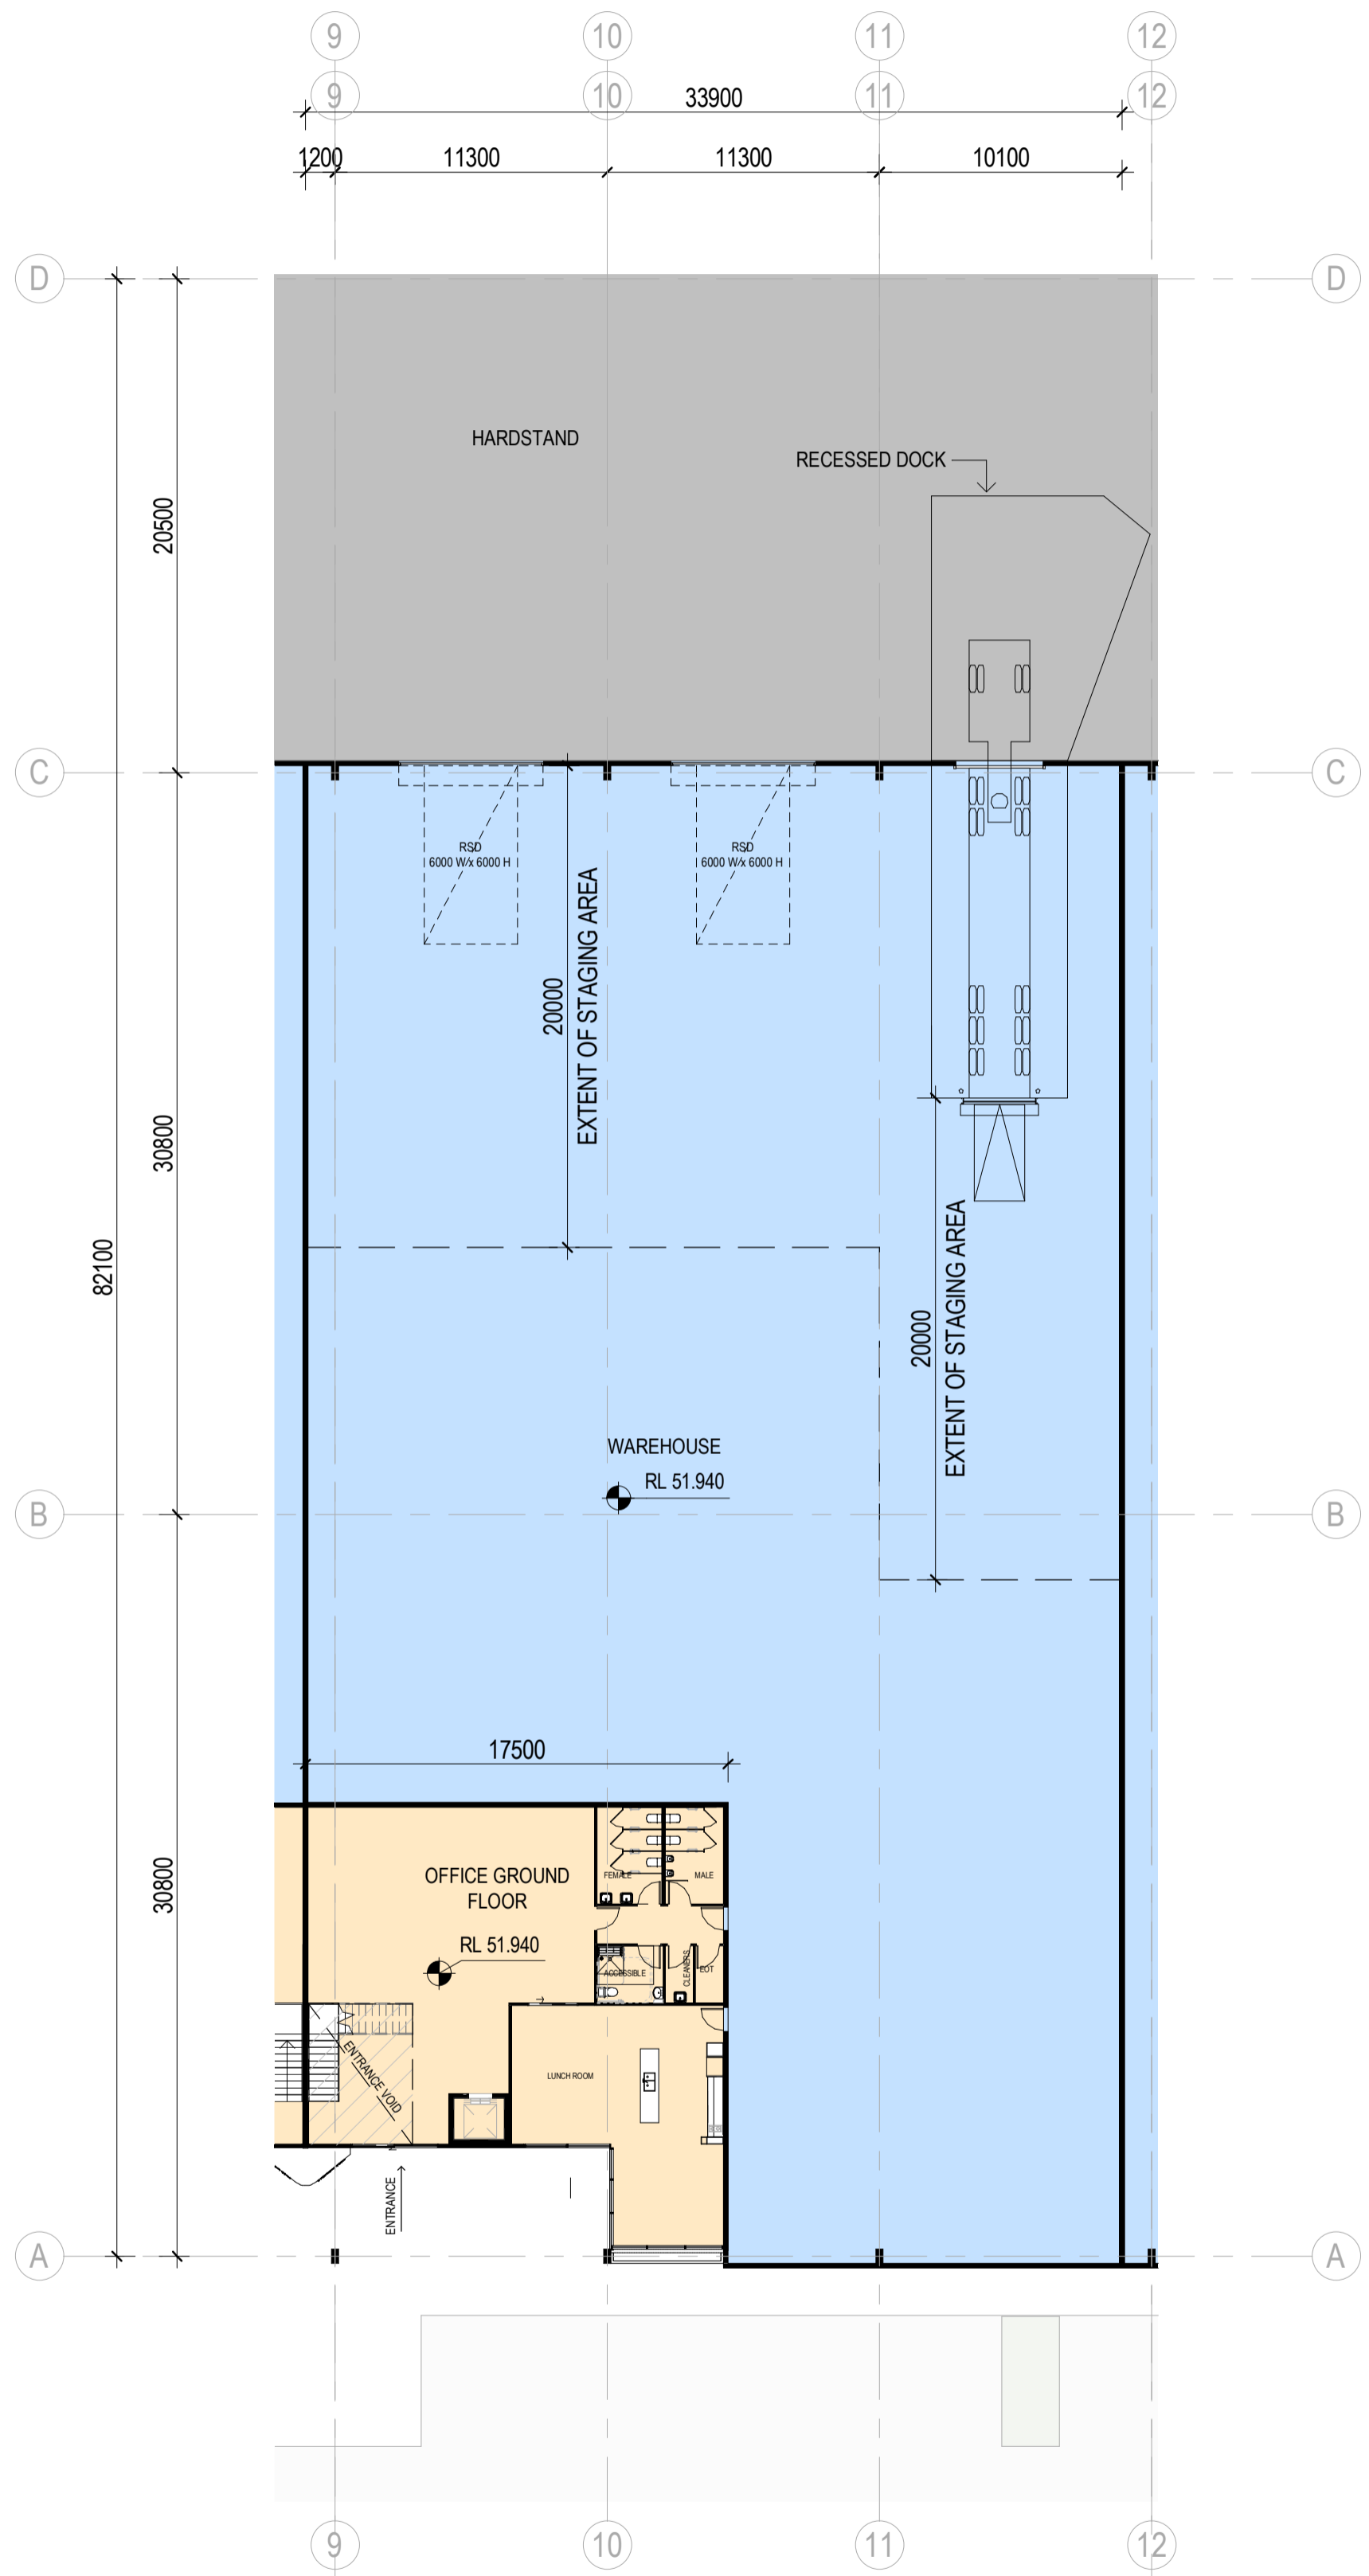 9 10 11 12
9 10 11 12
33900
1200 11300 11300 10100
D D
HARDSTAND
RECESSED DOCK
20500
C C
RSD
6000 W x 6000 H
RSD
6000 W x 6000 H
20000
EXTENT OF STAGING AREA
30800
82100
20000
EXTENT OF STAGING AREA
WAREHOUSE
RL 51.940
B B
17500
30800
OFFICE GROUND
FLOOR
RL 51.940
FEMALE
MALE
ACCESSIBLE
CLEANERS
EOT
ENTRANCE VOID
LUNCH ROOM
ENTRANCE
A A
9 10 11 12